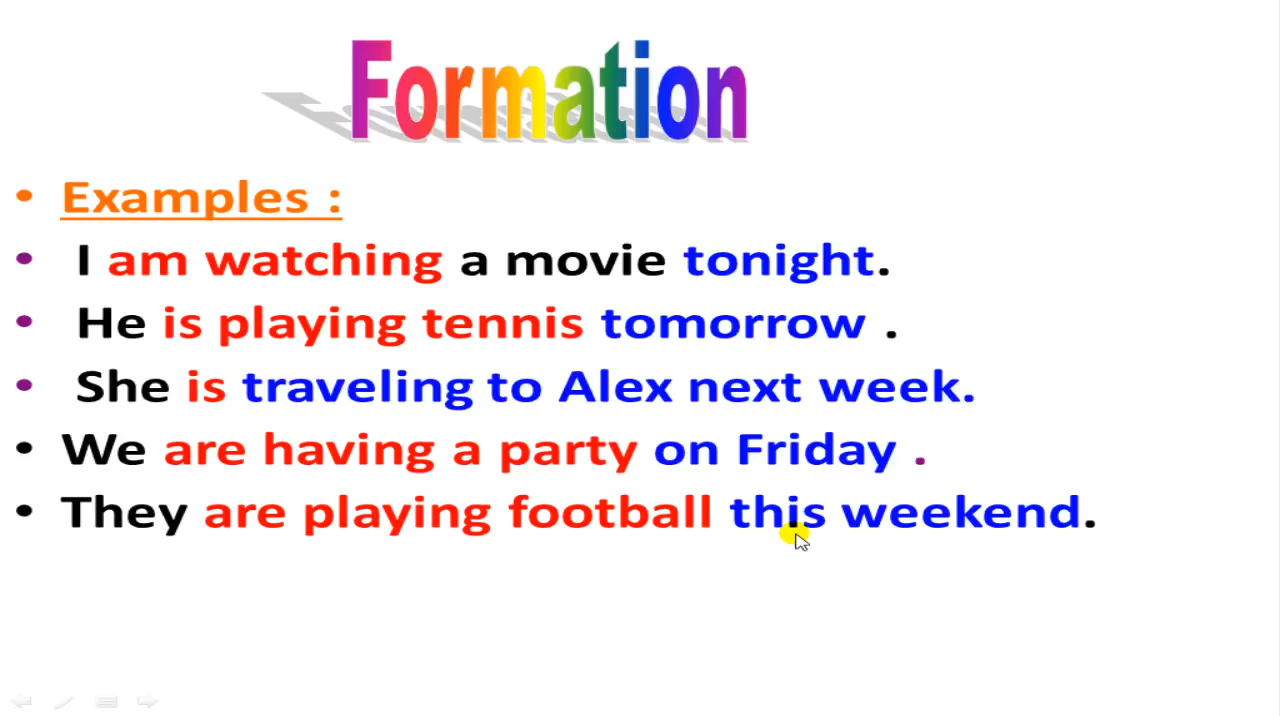 Formation
• Examples :
• I am watching a movie tonight.
• He is playing tennis tomorrow .
• She is traveling to Alex next week.
• We are having a party on Friday .
• They are playing football this weekend.